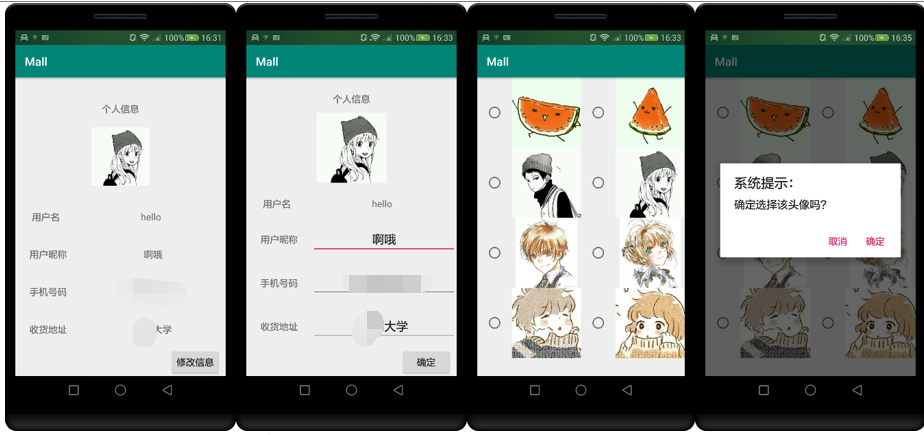 100% 16:31
Mall
个人信息
用户名 hello
用户昵称 啊哦
手机号码
收货地址 大学
修改信息
100% 16:33
Mall
个人信息
用户名 hello
用户昵称 啊哦
手机号码
收货地址 大学
确定
100% 16:33
Mall
100% 16:35
Mall
系统提示：
确定选择该头像吗?
取消 确定